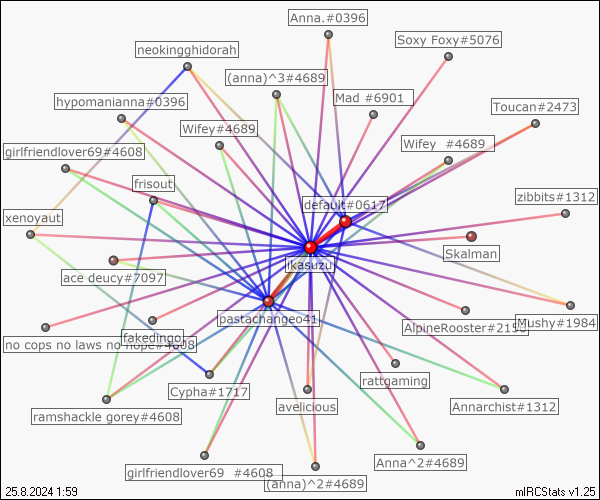 Anna.#0396
Soxy Foxy#5076
neokingghidorah
(anna)^3#4689
Mad #6901
hypomanianna#0396
Toucan#2473
Wifey#4689
Wifey #4689
girlfriendlover69#4608
frisout
default#0617
zibbits#1312
xenoyaut
Skalman
ikasuzu
ace deucy#7097
pastachangeo41
Mushy#1984
fakedingo
no cops no laws no nope#4608
rattgaming
Cypha#1717
avelicious
Annarchist#1312
ramshackle gorey#4608
Anna^2#4689
girlfriendlover69 #4608
(anna)^2#4689
25.8.2024 1:59
mIRCStats v1.25